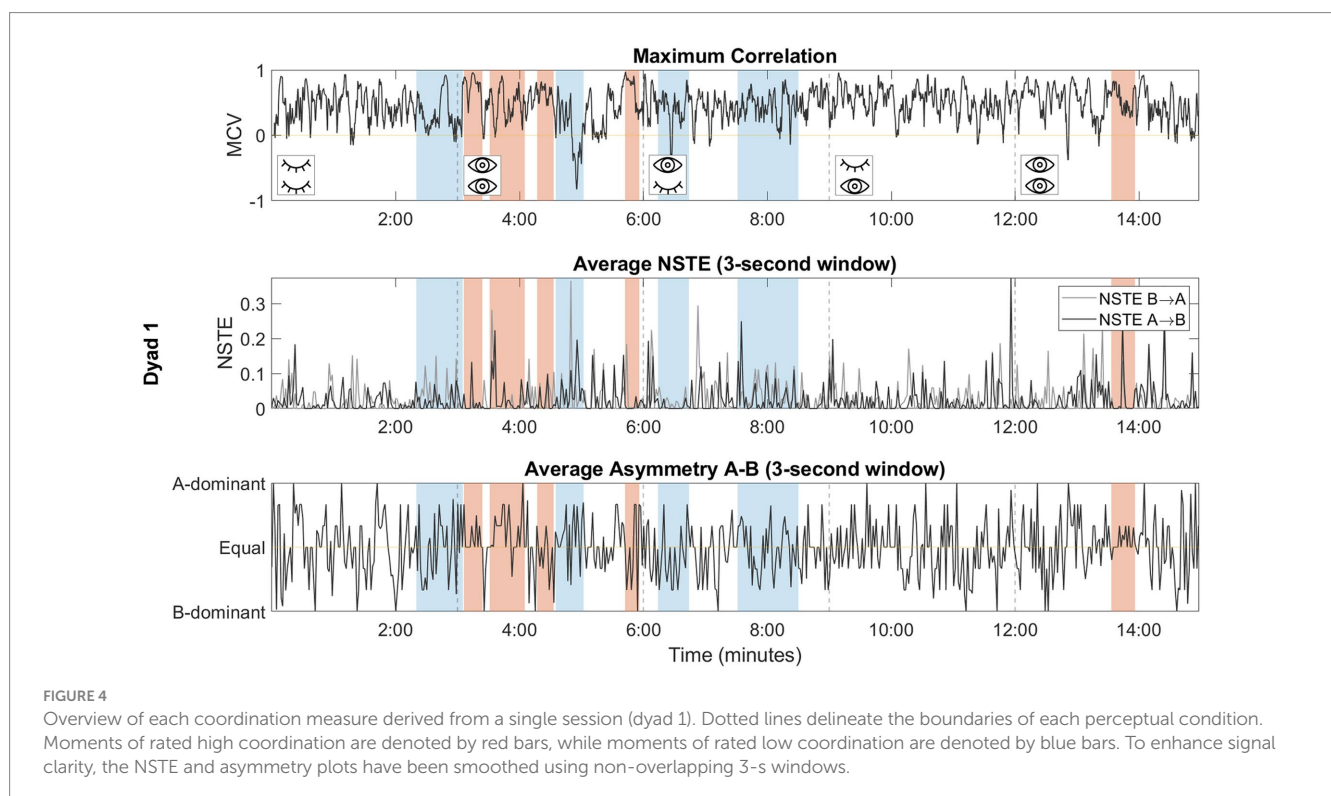 Maximum Correlation
1
0
-1
MCV
2:00 4:00 6:00 8:00 10:00 12:00 14:00
Average NSTE (3-second window)
Dyad 1
NSTE
0.3
0.2
0.1
0
NSTE B→A
NSTE A→B
2:00 4:00 6:00 8:00 10:00 12:00 14:00
Average Asymmetry A-B (3-second window)
A-dominant
Equal
B-dominant
2:00 4:00 6:00 8:00 10:00 12:00 14:00
Time (minutes)
FIGURE 4
Overview of each coordination measure derived from a single session (dyad 1). Dotted lines delineate the boundaries of each perceptual condition.
Moments of rated high coordination are denoted by red bars, while moments of rated low coordination are denoted by blue bars. To enhance signal
clarity, the NSTE and asymmetry plots have been smoothed using non-overlapping 3-s windows.